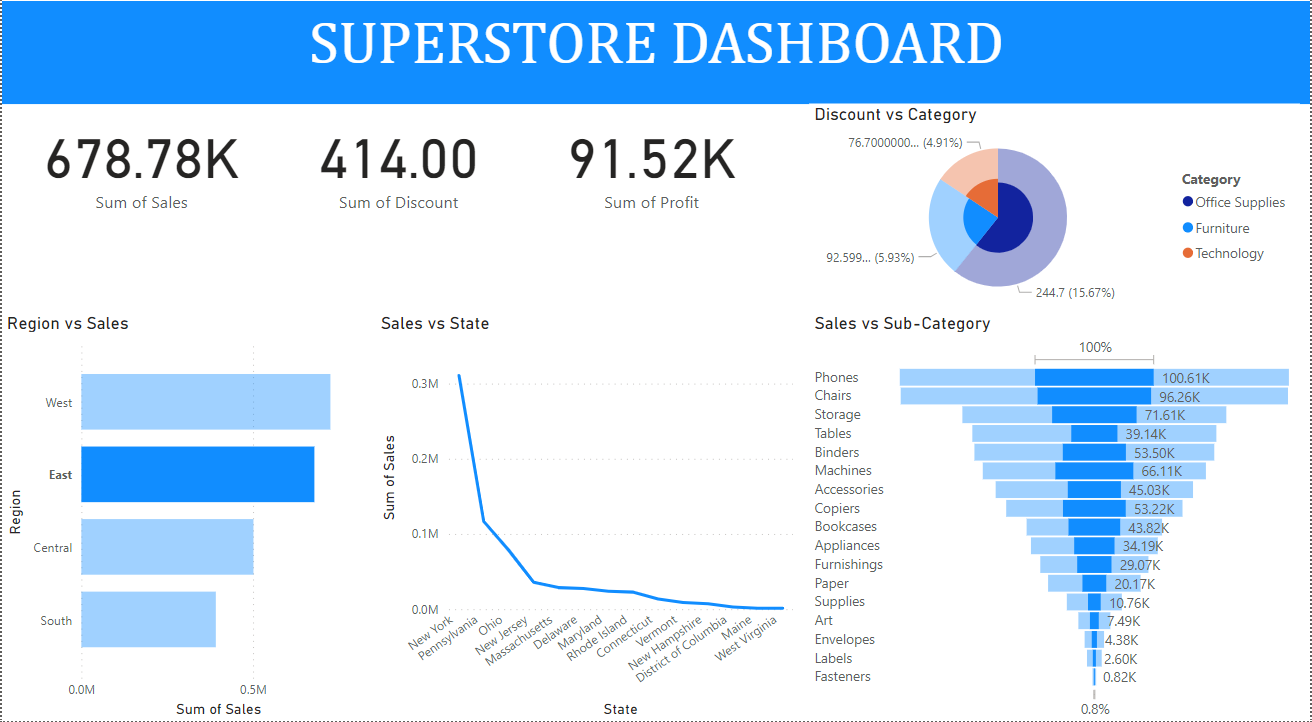 SUPERSTORE DASHBOARD
678.78K
Sum of Sales
414.00
Sum of Discount
91.52K
Sum of Profit
Discount vs Category
76.7000000... (4.91%)
92.599... (5.93%)
244.7 (15.67%)
Category
Office Supplies
Furniture
Technology
Region vs Sales
Region
West
East
Central
South
0.0M
0.5M
Sum of Sales
Sales vs State
Sum of Sales
0.3M
0.2M
0.1M
0.0M
New York
Pennsylvania
Ohio
New Jersey
Massachusetts
Delaware
Maryland
Rhode Island
Connecticut
Vermont
New Hampshire
District of Columbia
Maine
West Virginia
State
Sales vs Sub-Category
100%
Phones 100.61K
Chairs 96.26K
Storage 71.61K
Tables 39.14K
Binders 53.50K
Machines 66.11K
Accessories 45.03K
Copiers 53.22K
Bookcases 43.82K
Appliances 34.19K
Furnishings 29.07K
Paper 20.17K
Supplies 10.76K
Art 7.49K
Envelopes 4.38K
Labels 2.60K
Fasteners 0.82K
0.8%